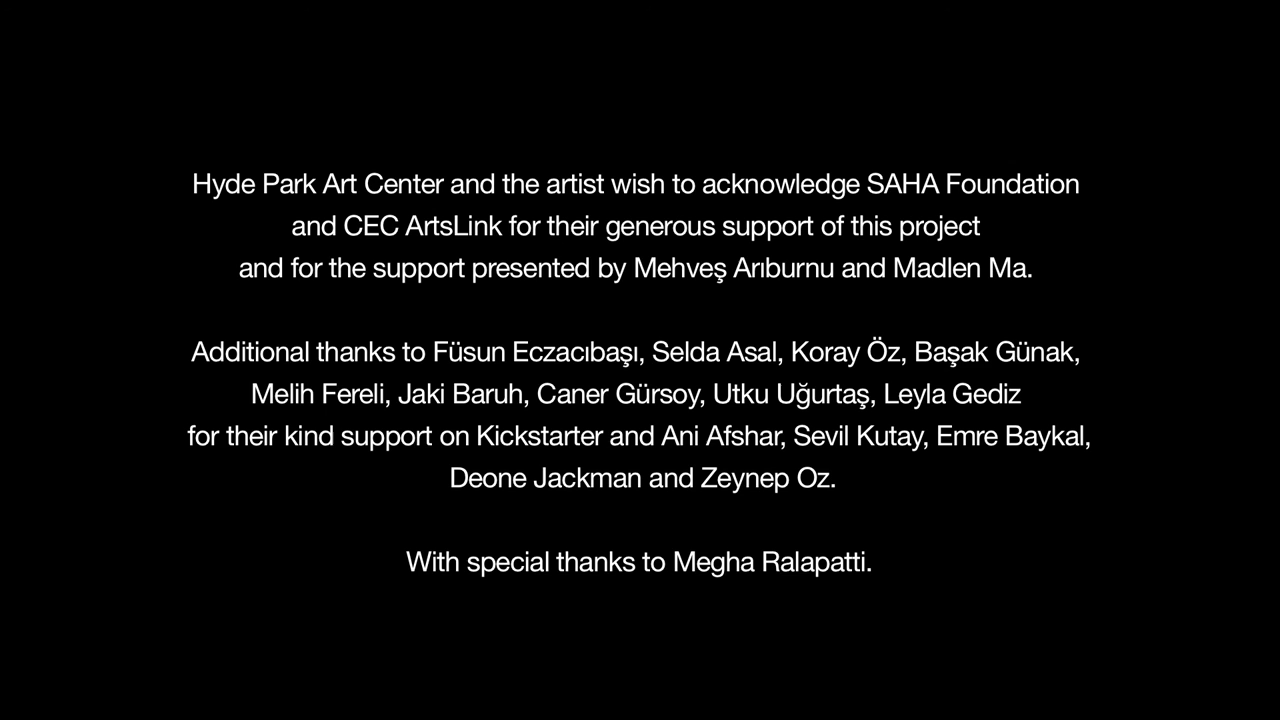 Hyde Park Art Center and the artist wish to acknowledge SAHA Foundation
and CEC ArtsLink for their generous support of this project
and for the support presented by Mehveş Arıburnu and Madlen Ma.
Additional thanks to Füsun Eczacıbaşı, Selda Asal, Koray Öz, Başak Günak,
Melih Fereli, Jaki Baruh, Caner Gürsoy, Utku Uğurtaş, Leyla Gediz
for their kind support on Kickstarter and Ani Afshar, Sevil Kutay, Emre Baykal,
Deone Jackman and Zeynep Oz.
With special thanks to Megha Ralapatti.